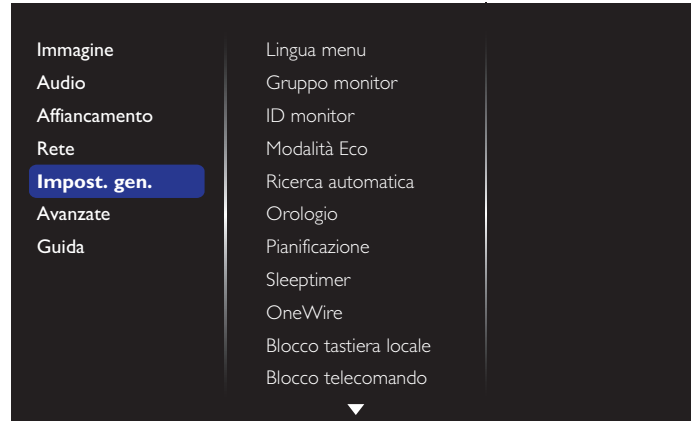 Immagine
Audio
Affiancamento
Rete
Impost. gen.
Avanzate
Guida
Lingua menu
Gruppo monitor
ID monitor
Modalità Eco
Ricerca automatica
Orologio
Pianificazione
Sleeptimer
OneWire
Blocco tastiera locale
Blocco telecomando